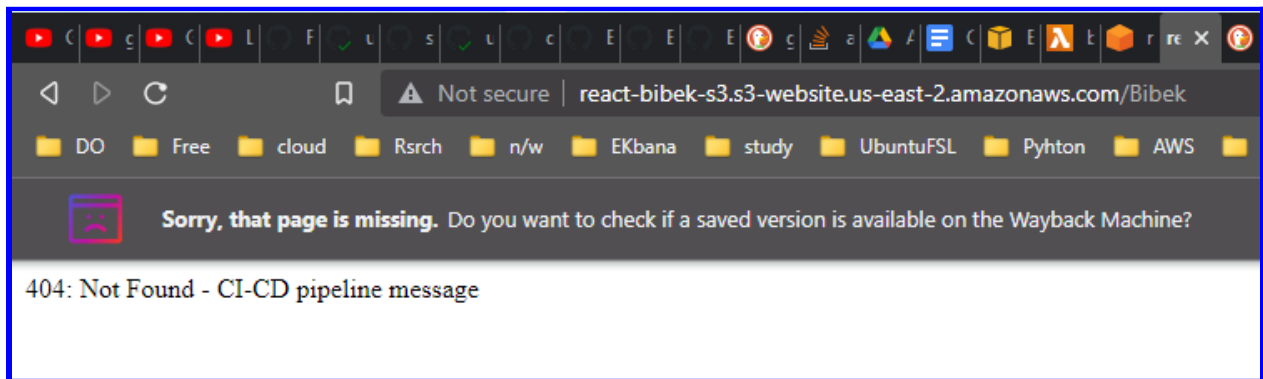 Not secure | react-bibek-s3.s3-website.us-east-2.amazonaws.com/Bibek
DO Free cloud Rsrch n/w EKbana study UbuntuFSL Pyhton AWS
Sorry, that page is missing. Do you want to check if a saved version is available on the Wayback Machine?
404: Not Found - CI-CD pipeline message